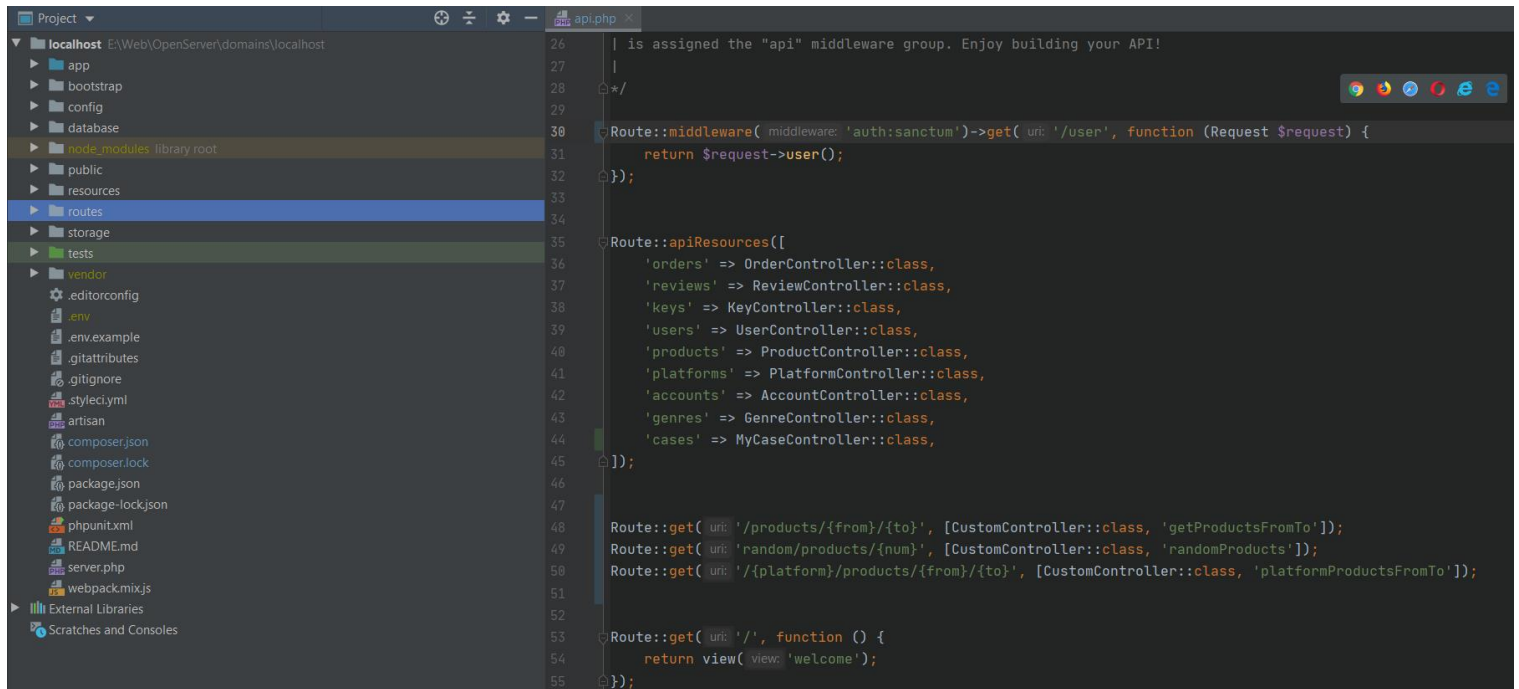 Project
localhost E:\Web\OpenServer\domains\localhost
app
bootstrap
config
database
node_modules library root
public
resources
routes
storage
tests
vendor
.editorconfig
.env
.env.example
.gitattributes
.gitignore
.styleci.yml
artisan
composer.json
composer.lock
package.json
package-lock.json
phpunit.xml
README.md
server.php
webpack.mix.js
External Libraries
Scratches and Consoles
api.php
26 | is assigned the "api" middleware group. Enjoy building your API!
27 |
28 */
29
30 Route::middleware( middleware: 'auth:sanctum')->get( uri: '/user', function (Request $request) {
31 return $request->user();
32 });
33
34
35 Route::apiResources([
36 'orders' => OrderController::class,
37 'reviews' => ReviewController::class,
38 'keys' => KeyController::class,
39 'users' => UserController::class,
40 'products' => ProductController::class,
41 'platforms' => PlatformController::class,
42 'accounts' => AccountController::class,
43 'genres' => GenreController::class,
44 'cases' => MyCaseController::class,
45 ]);
46
47
48 Route::get( uri: '/products/{from}/{to}', [CustomController::class, 'getProductsFromTo']);
49 Route::get( uri: 'random/products/{num}', [CustomController::class, 'randomProducts']);
50 Route::get( uri: '/{platform}/products/{from}/{to}', [CustomController::class, 'platformProductsFromTo']);
51
52
53 Route::get( uri: '/', function () {
54 return view( view: 'welcome');
55 });